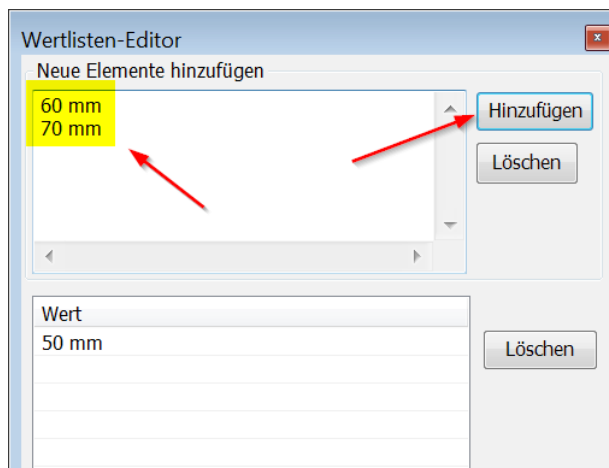 Wertlisten-Editor
Neue Elemente hinzufügen
60 mm
70 mm
Hinzufügen
Löschen
Wert
50 mm
Löschen